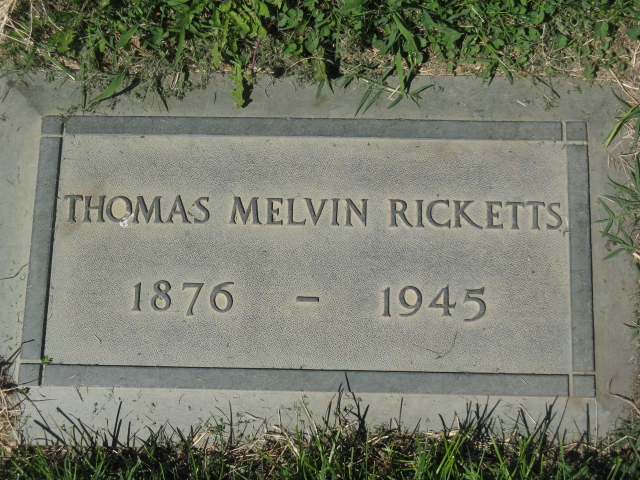 THOMAS MELVIN RICKETTS
1876 – 1945